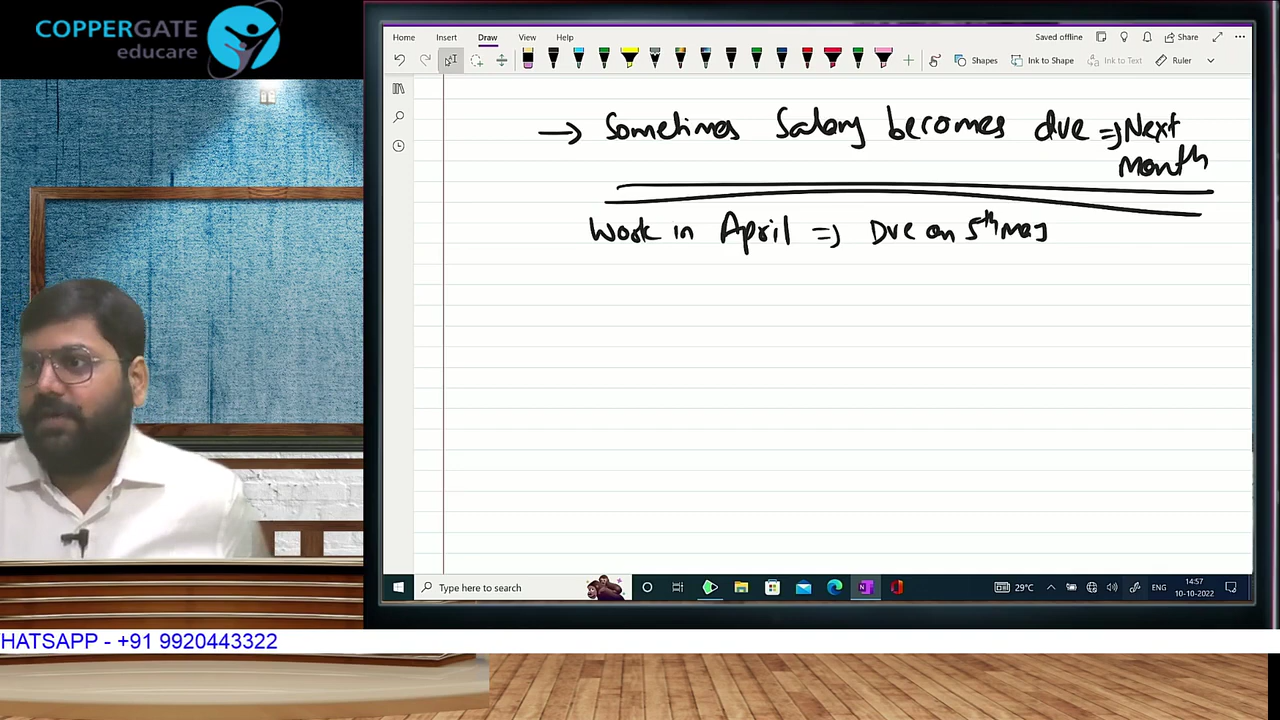 COPPERGATE
educare
Home Insert Draw View Help
Saved offline
Share
Shapes
Ink to Shape
Ink to Text
Ruler
→ Sometimes Salary becomes due ⇒ Next
Month
Work in April ⇒ Due on 5th May
Type here to search
29°C
ENG
14:57
10-10-2022
HATSAPP - +91 9920443322